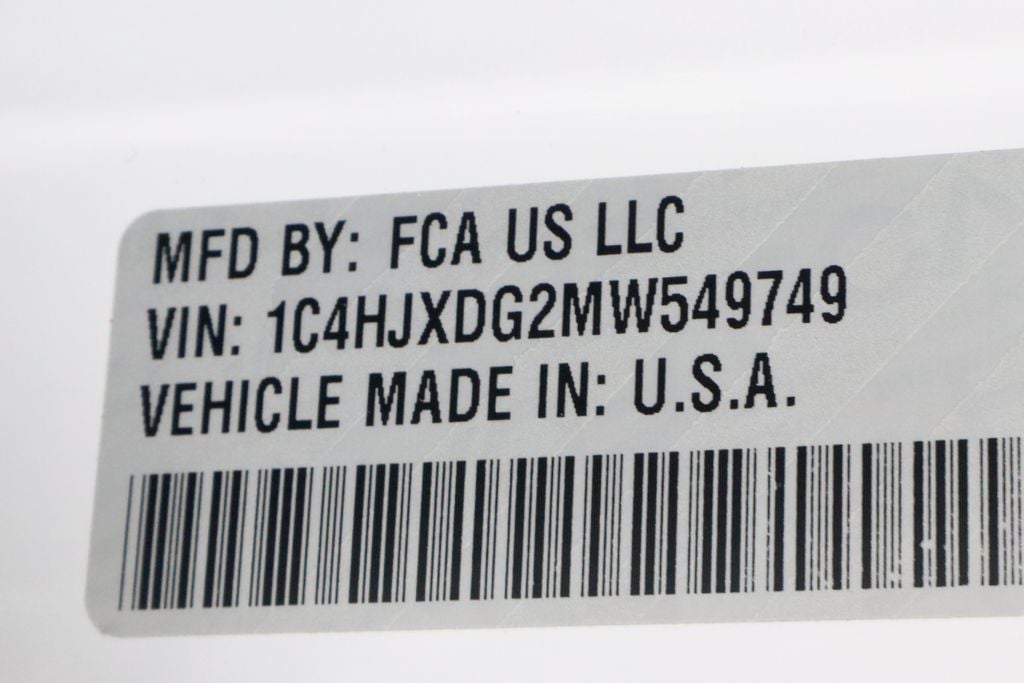 MFD BY: FCA US LLC
VIN: 1C4HJXDG2MW549749
VEHICLE MADE IN: U.S.A.